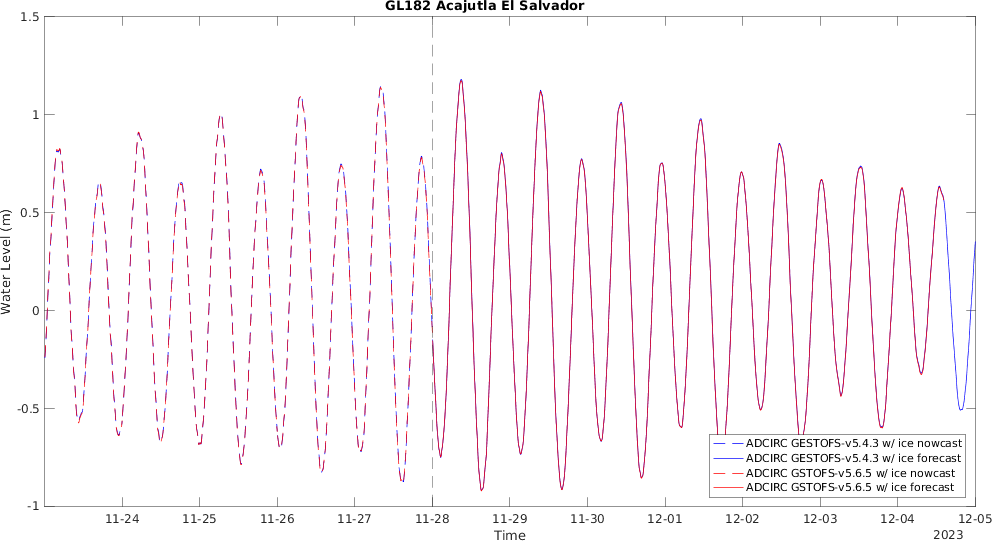 GL182 Acajutla El Salvador
Water Level (m)
1.5
1
0.5
0
-0.5
-1
ADCIRC GESTOFS-v5.4.3 w/ ice nowcast
ADCIRC GESTOFS-v5.4.3 w/ ice forecast
ADCIRC GSTOFS-v5.6.5 w/ ice nowcast
ADCIRC GSTOFS-v5.6.5 w/ ice forecast
11-24 11-25 11-26 11-27 11-28 11-29 11-30 12-01 12-02 12-03 12-04 12-05
Time
2023